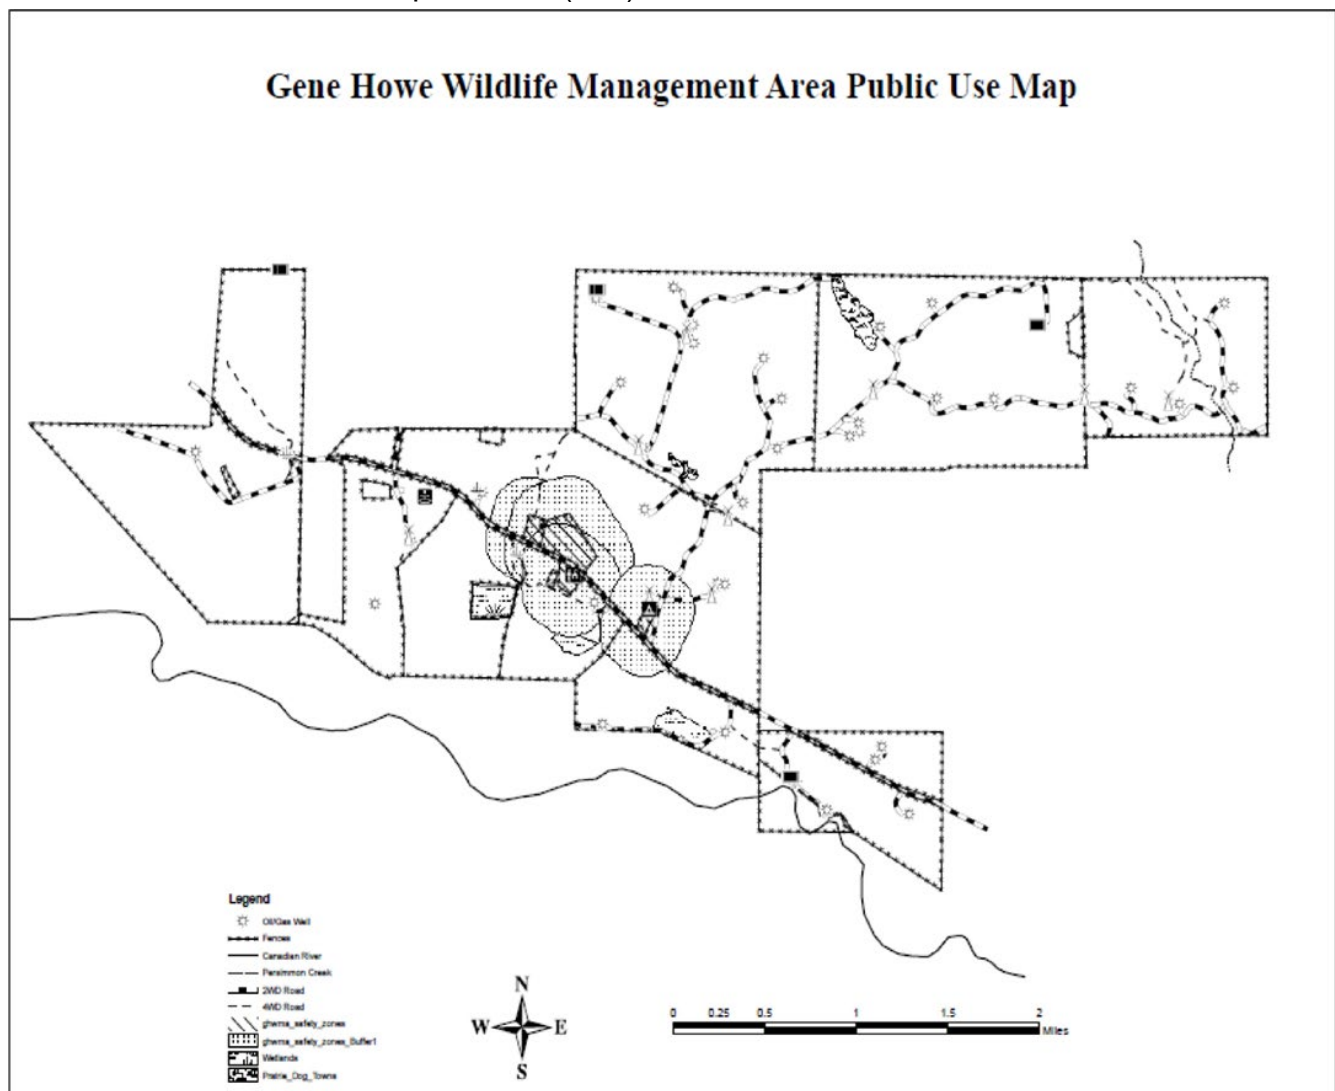 Gene Howe Wildlife Management Area Public Use Map
Legend
Oil/Gas Well
Fences
Canadian River
Persimmon Creek
2WD Road
4WD Road
ghwma_safety_zones
ghwma_safety_zones_Buffer1
Wetlands
Prairie_Dog_Towns
N
W E
S
0 0.25 0.5 1 1.5 2
Miles